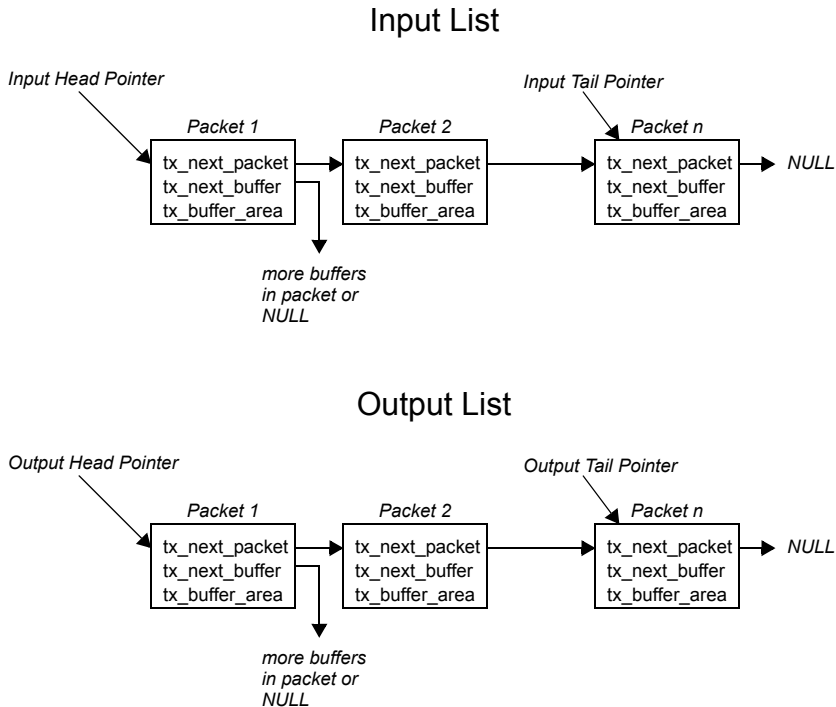 Input List
Input Head Pointer
Input Tail Pointer
Packet 1
Packet 2
Packet n
tx_next_packet
tx_next_buffer
tx_buffer_area
tx_next_packet
tx_next_buffer
tx_buffer_area
tx_next_packet
tx_next_buffer
tx_buffer_area
NULL
more buffers
in packet or
NULL
Output List
Output Head Pointer
Output Tail Pointer
Packet 1
Packet 2
Packet n
tx_next_packet
tx_next_buffer
tx_buffer_area
tx_next_packet
tx_next_buffer
tx_buffer_area
tx_next_packet
tx_next_buffer
tx_buffer_area
NULL
more buffers
in packet or
NULL